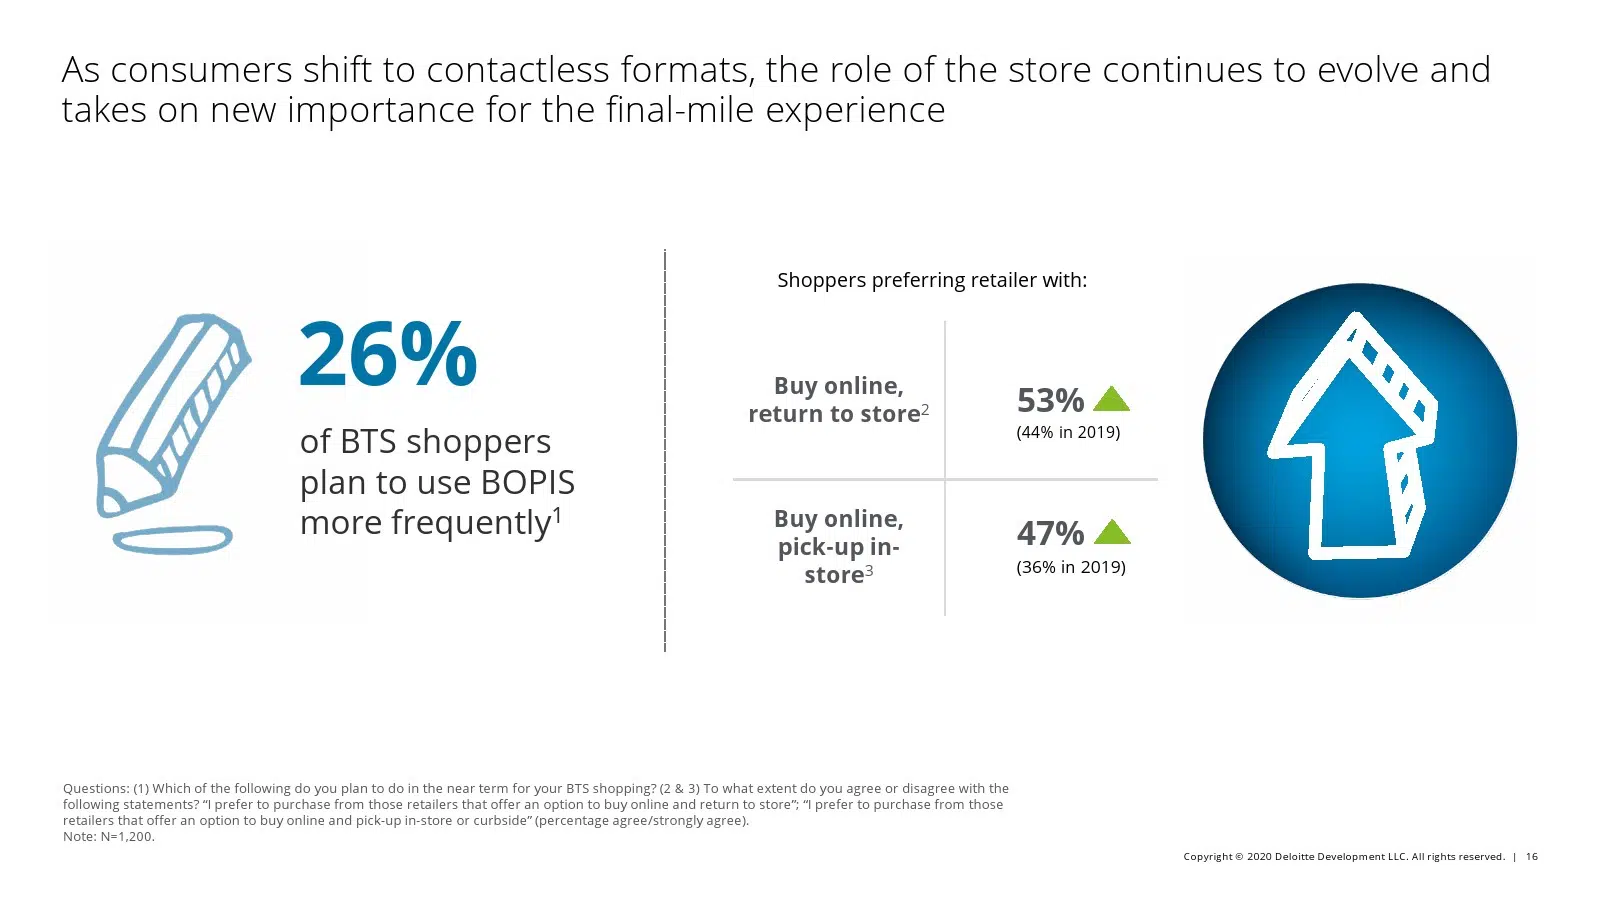 As consumers shift to contactless formats, the role of the store continues to evolve and
takes on new importance for the final-mile experience
26%
of BTS shoppers
plan to use BOPIS
more frequently¹
Shoppers preferring retailer with:
Buy online,
return to store²
53%
(44% in 2019)
Buy online,
pick-up in-
store³
47%
(36% in 2019)
Questions: (1) Which of the following do you plan to do in the near term for your BTS shopping? (2 & 3) To what extent do you agree or disagree with the
following statements? “I prefer to purchase from those retailers that offer an option to buy online and return to store”; “I prefer to purchase from those
retailers that offer an option to buy online and pick-up in-store or curbside” (percentage agree/strongly agree).
Note: N=1,200.
Copyright © 2020 Deloitte Development LLC. All rights reserved. | 16